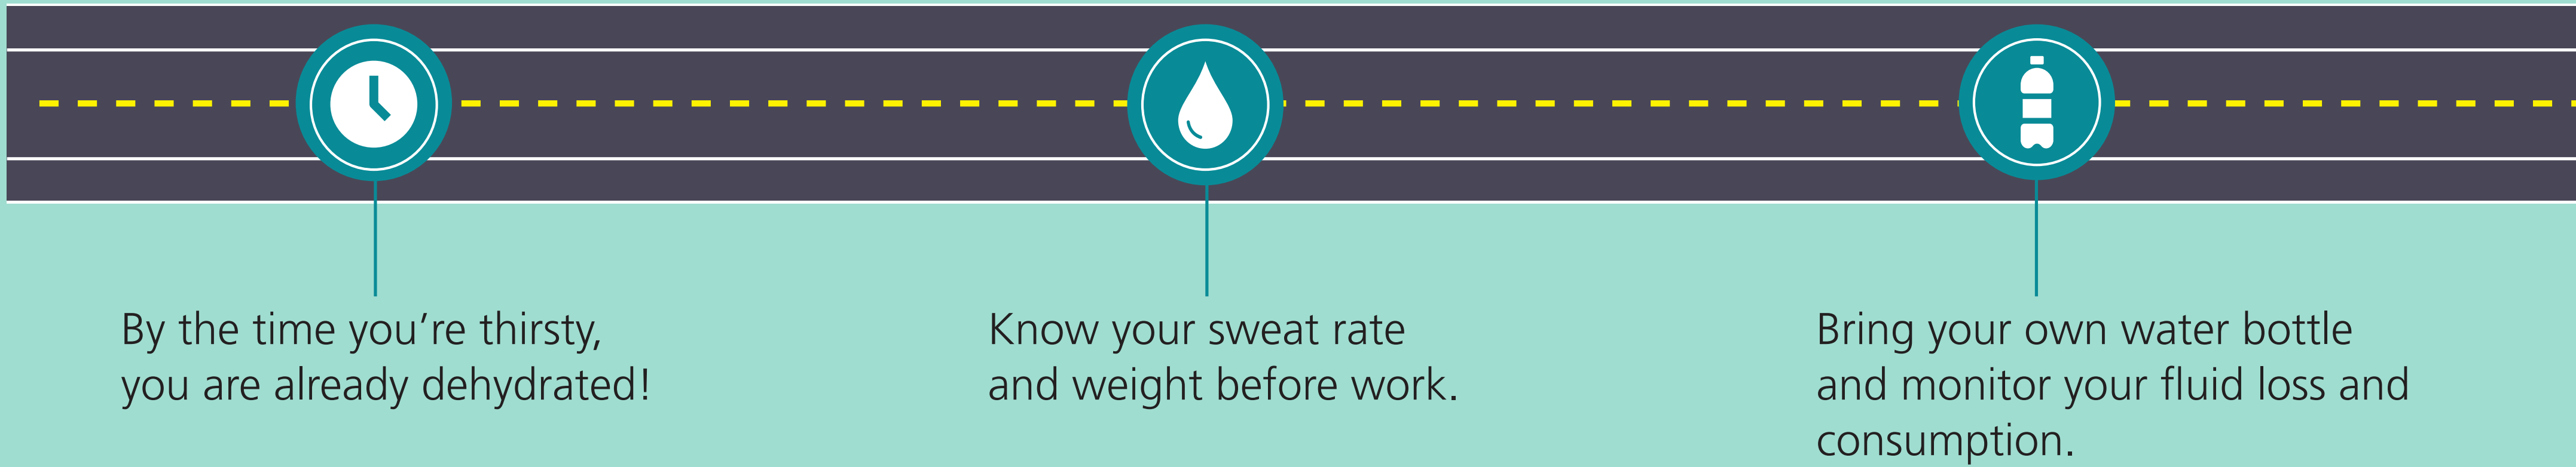 By the time you’re thirsty,
you are already dehydrated!
Know your sweat rate
and weight before work.
Bring your own water bottle
and monitor your fluid loss and
consumption.